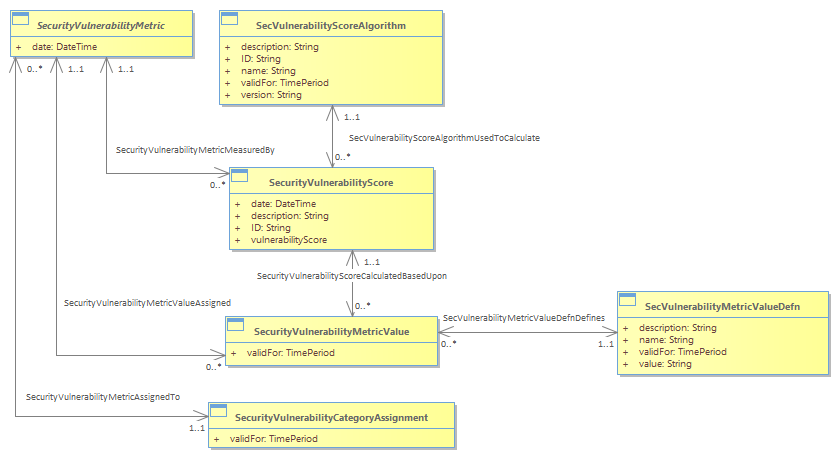 SecurityVulnerabilityMetric
+ date: DateTime
SecVulnerabilityScoreAlgorithm
+ description: String
+ ID: String
+ name: String
+ validFor: TimePeriod
+ version: String
0..*
1..1
1..1
1..1
SecVulnerabilityScoreAlgorithmUsedToCalculate
SecurityVulnerabilityMetricMeasuredBy
0..*
0..*
SecurityVulnerabilityScore
+ date: DateTime
+ description: String
+ ID: String
+ vulnerabilityScore
1..1
SecurityVulnerabilityScoreCalculatedBasedUpon
SecurityVulnerabilityMetricValueAssigned
0..*
SecurityVulnerabilityMetricValue
+ validFor: TimePeriod
0..*
SecVulnerabilityMetricValueDefnDefines
0..*
1..1
SecVulnerabilityMetricValueDefn
+ description: String
+ name: String
+ validFor: TimePeriod
+ value: String
SecurityVulnerabilityMetricAssignedTo
1..1
SecurityVulnerabilityCategoryAssignment
+ validFor: TimePeriod